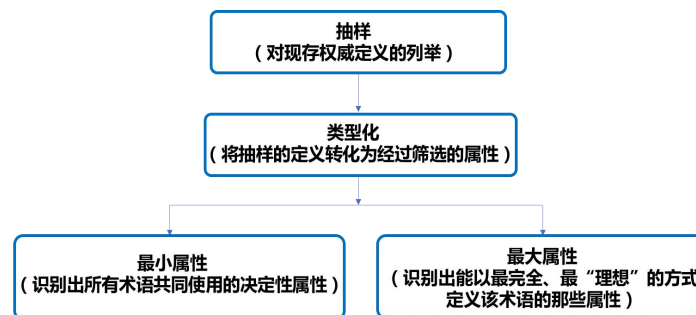 抽样
（对现存权威定义的列举）
类型化
（将抽样的定义转化为经过筛选的属性）
最小属性
（识别出所有术语共同使用的决定性属性）
最大属性
（识别出能以最完全、最“理想”的方式
定义该术语的那些属性）